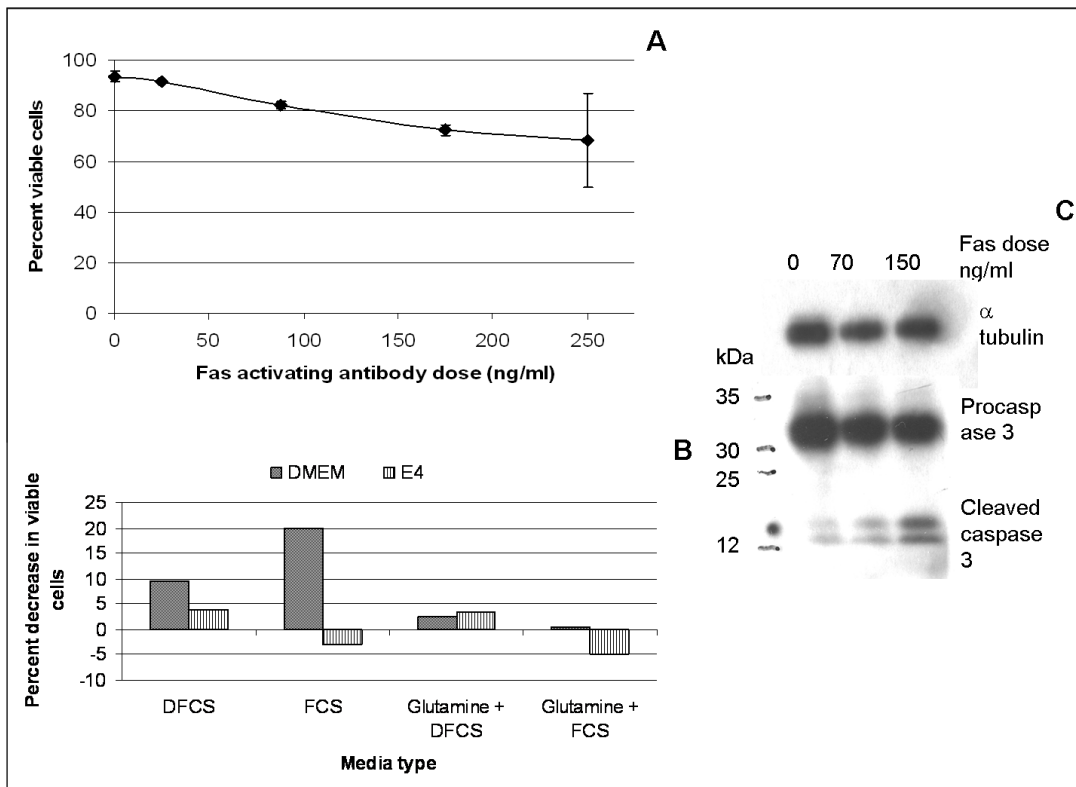 A
100
80
60
40
20
0
Percent viable cells
0 50 100 150 200 250
Fas activating antibody dose (ng/ml)
B
DMEM E4
25
20
15
10
5
0
-5
-10
Percent decrease in viable
cells
DFCS FCS Glutamine + DFCS Glutamine + FCS
Media type
C
0 70 150 Fas dose
ng/ml
α
tubulin
kDa
35
30
25
12
Procasp
ase 3
Cleaved
caspase
3